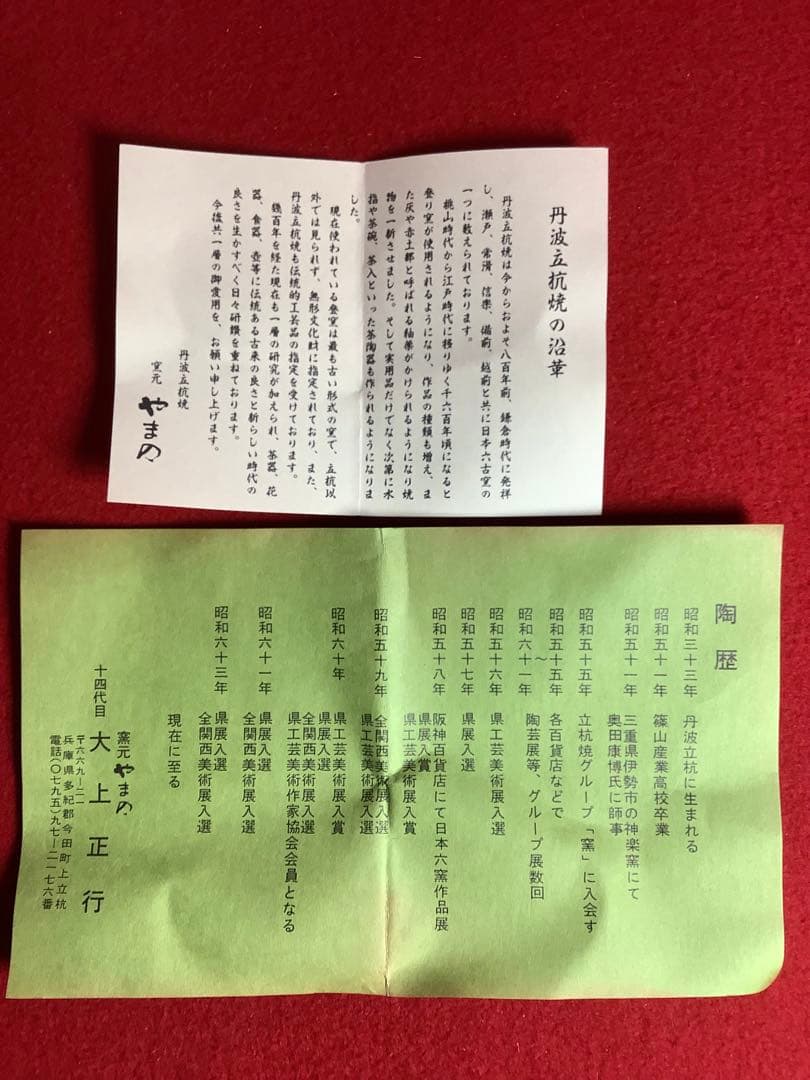 丹波立杭焼の沿革
丹波立杭焼は今からおよそ八百年前、鎌倉時代に発祥
し、瀬戸、常滑、信楽、備前、越前と共に日本六古窯の
一つに数えられております。
桃山時代から江戸時代に移りゆく千六百年頃になると
登り窯が使用されるようになり、作品の種類も増え、ま
た灰や赤土部と呼ばれる釉薬がかけられるようになり焼
物を一新させました。そして実用品だけでなく次第に水
指や茶碗、茶入といった茶陶器も作られるようになりま
した。
現在使われている登窯は最も古い形式の窯で、立杭以
外では見られず、無形文化財に指定されており、また、
丹波立杭焼も伝統的工芸品の指定を受けております。
幾百年を経た現在も一層の研究が加えられ、茶器、花
器、食器、壺等に伝統ある古来の良さと新らしい時代の
良さを生かすべく日々研鑽を重ねております。
今後共一層の御愛用を、お願い申し上げます。
丹波立杭焼
窯元 やまの
陶歴
昭和三十三年 丹波立杭に生まれる
昭和五十一年 篠山産業高校卒業
昭和五十一年 三重県伊勢市の神楽窯にて
奥田康博氏に師事
昭和五十五年 立杭焼グループ「窯」に入会す
昭和五十五年 各百貨店などで
〜
昭和六十一年 陶芸展等、グループ展数回
昭和五十六年 県工芸美術展入選
昭和五十七年 県展入選
昭和五十八年 阪神百貨店にて日本六窯作品展
県展入賞
県工芸美術展入賞
昭和五十九年 全関西美術展入選
県工芸美術展入選
昭和六十年 県工芸美術展入賞
県展入選
全関西美術展入選
県工芸美術作家協会会員となる
昭和六十一年 県展入選
全関西美術展入選
昭和六十三年 県展入選
全関西美術展入選
現在に至る
窯元 やまの
十四代目 大上正行
〒六六九ー二一
兵庫県多紀郡今田町上立杭
電話(〇七九五)九七ー二一七六番